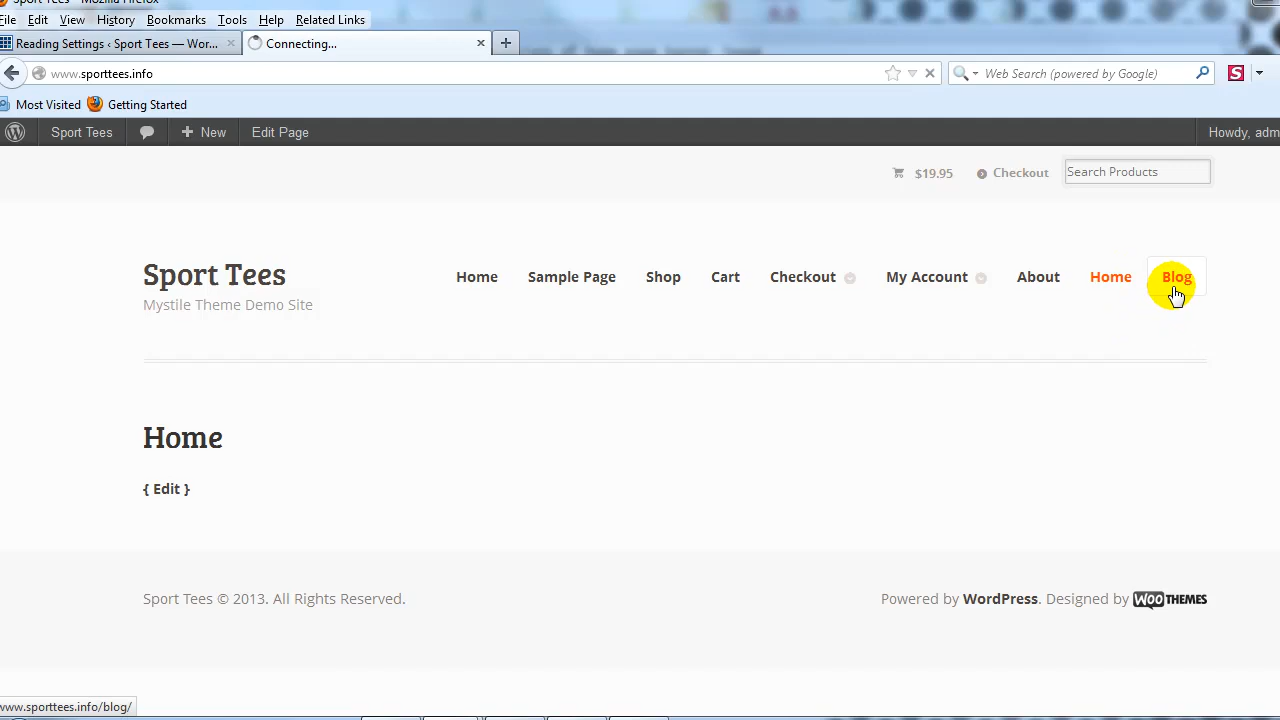 Sport Tees — Mozilla Firefox
File Edit View History Bookmarks Tools Help Related Links
Reading Settings ‹ Sport Tees — Wor... Connecting...
www.sporttees.info Web Search (powered by Google) S
Most Visited Getting Started
Sport Tees New Edit Page Howdy, adm
$19.95 Checkout Search Products
Sport Tees
Home Sample Page Shop Cart Checkout My Account About Home Blog
Mystile Theme Demo Site
Home
{ Edit }
Sport Tees © 2013. All Rights Reserved. Powered by WordPress. Designed by WOOTHEMES
www.sporttees.info/blog/